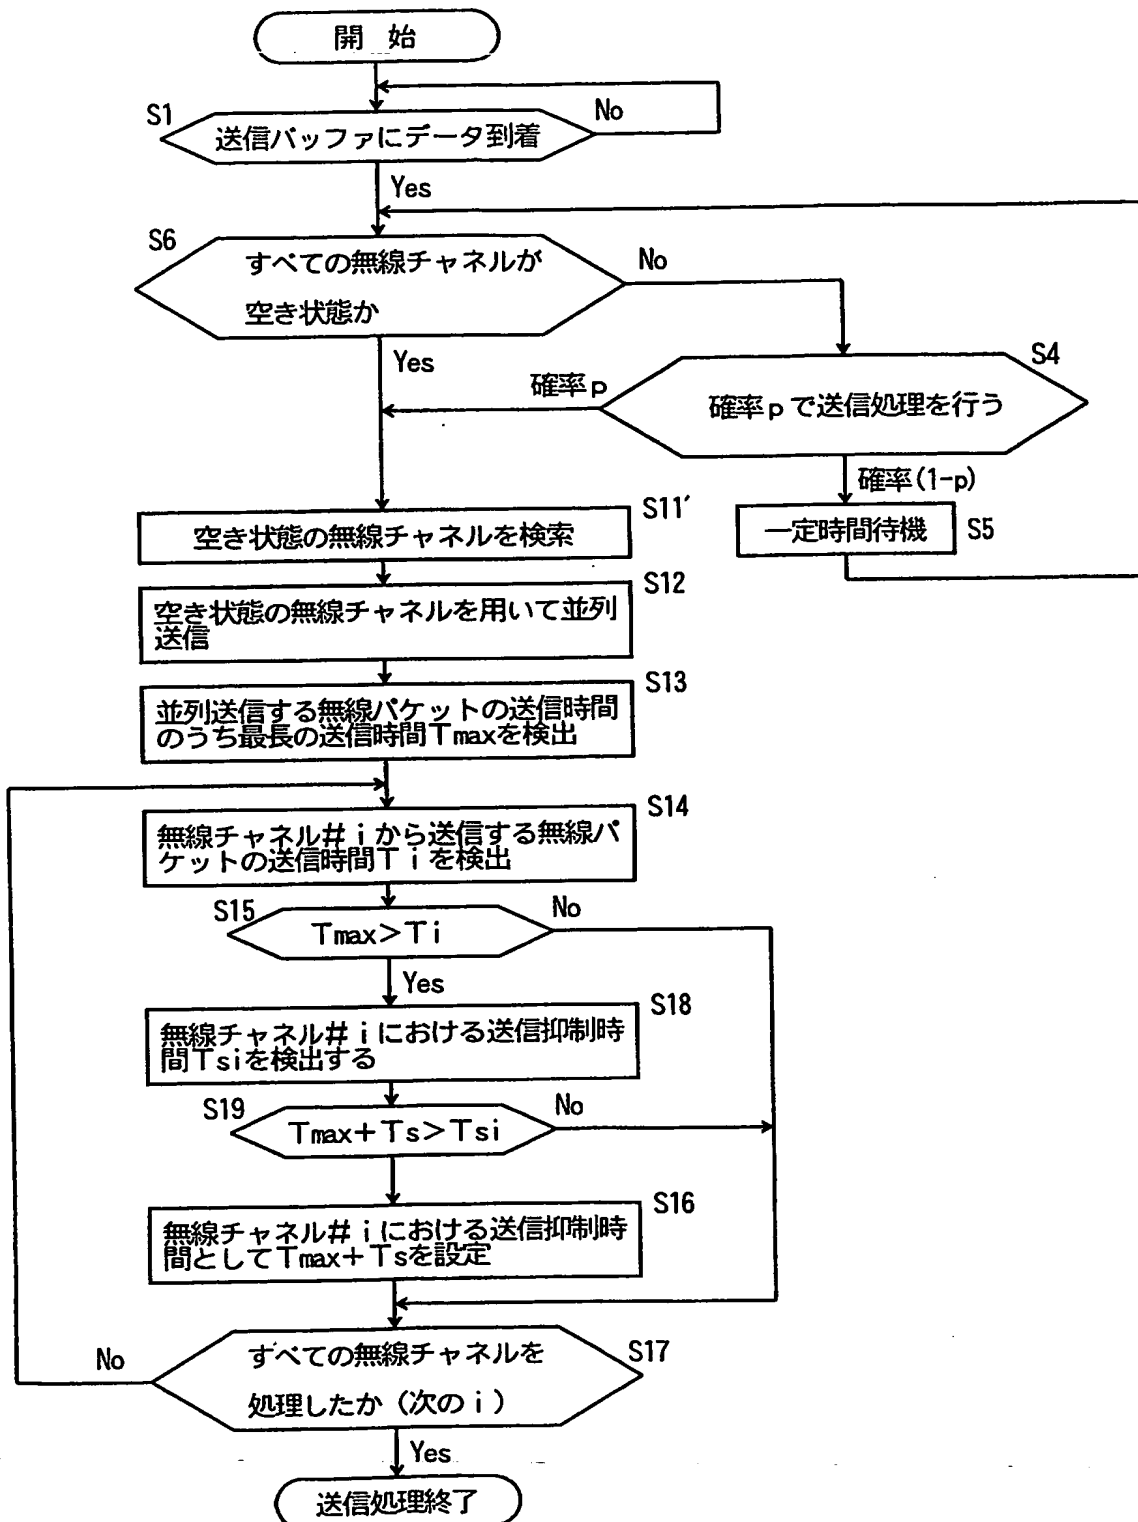 開 始
S1
送信バッファにデータ到着
No
Yes
S6
すべての無線チャネルが
空き状態か
No
Yes
S4
確率p
確率pで送信処理を行う
確率(1-p)
S11´
空き状態の無線チャネルを検索
一定時間待機
S5
S12
空き状態の無線チャネルを用いて並列
送信
S13
並列送信する無線パケットの送信時間
のうち最長の送信時間Tmaxを検出
S14
無線チャネル#iから送信する無線パ
ケットの送信時間Tiを検出
S15
Tmax>Ti
No
Yes
S18
無線チャネル#iにおける送信抑制時
間Tsiを検出する
S19
Tmax+Ts>Tsi
No
S16
無線チャネル#iにおける送信抑制時
間としてTmax+Tsを設定
S17
すべての無線チャネルを
処理したか(次のi)
No
Yes
送信処理終了